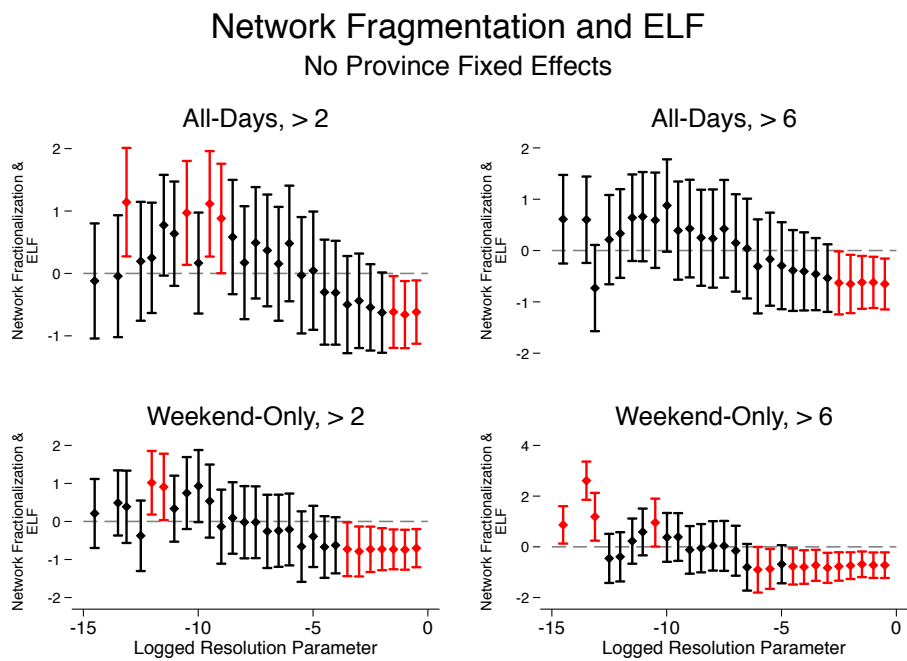 Network Fragmentation and ELF
No Province Fixed Effects
All-Days, > 2
Network Fractionalization &
ELF
2
1
0
-1
All-Days, > 6
Network Fractionalization &
ELF
2
1
0
-1
-2
Weekend-Only, > 2
Network Fractionalization &
ELF
2
1
0
-1
-2
-15
-10
-5
0
Logged Resolution Parameter
Weekend-Only, > 6
Network Fractionalization &
ELF
4
2
0
-2
-15
-10
-5
0
Logged Resolution Parameter